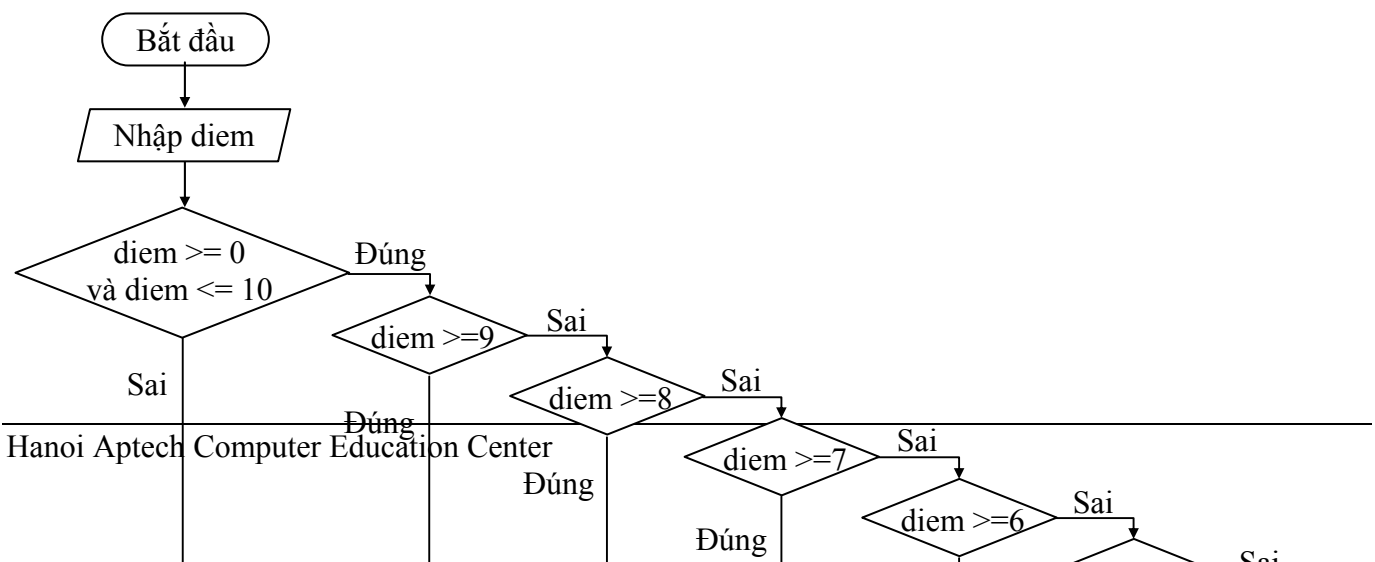 Bắt đầu
Nhập diem
diem >= 0
và diem <= 10
Đúng
diem >=9
Sai
Sai
diem >=8
Sai
Đúng
Hanoi Aptech Computer Education Center
diem >=7
Sai
Đúng
diem >=6
Sai
Đúng
Sai